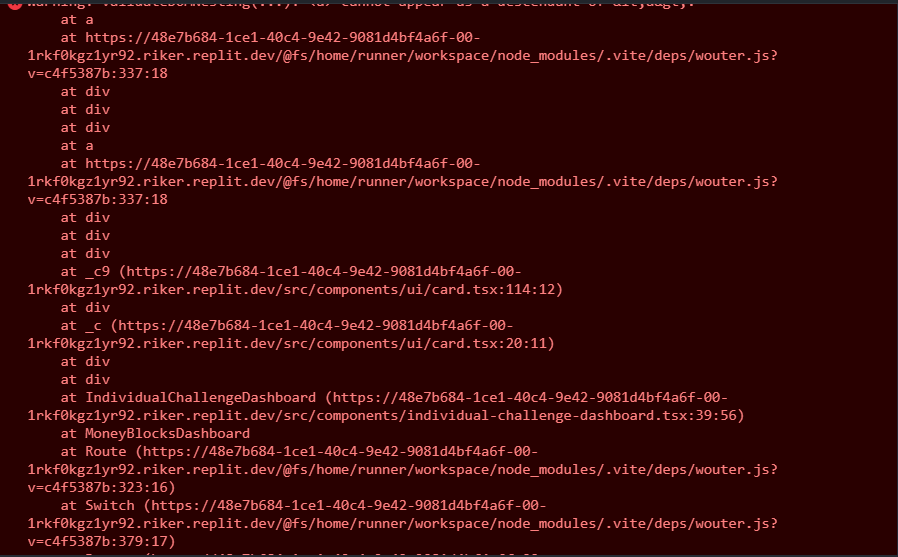 at a
at https://48e7b684-1ce1-40c4-9e42-9081d4bf4a6f-00-
1rkf0kgz1yr92.riker.replit.dev/@fs/home/runner/workspace/node_modules/.vite/deps/wouter.js?
v=c4f5387b:337:18
at div
at div
at div
at a
at https://48e7b684-1ce1-40c4-9e42-9081d4bf4a6f-00-
1rkf0kgz1yr92.riker.replit.dev/@fs/home/runner/workspace/node_modules/.vite/deps/wouter.js?
v=c4f5387b:337:18
at div
at div
at div
at _c9 (https://48e7b684-1ce1-40c4-9e42-9081d4bf4a6f-00-
1rkf0kgz1yr92.riker.replit.dev/src/components/ui/card.tsx:114:12)
at div
at _c (https://48e7b684-1ce1-40c4-9e42-9081d4bf4a6f-00-
1rkf0kgz1yr92.riker.replit.dev/src/components/ui/card.tsx:20:11)
at div
at div
at IndividualChallengeDashboard (https://48e7b684-1ce1-40c4-9e42-9081d4bf4a6f-00-
1rkf0kgz1yr92.riker.replit.dev/src/components/individual-challenge-dashboard.tsx:39:56)
at MoneyBlocksDashboard
at Route (https://48e7b684-1ce1-40c4-9e42-9081d4bf4a6f-00-
1rkf0kgz1yr92.riker.replit.dev/@fs/home/runner/workspace/node_modules/.vite/deps/wouter.js?
v=c4f5387b:323:16)
at Switch (https://48e7b684-1ce1-40c4-9e42-9081d4bf4a6f-00-
1rkf0kgz1yr92.riker.replit.dev/@fs/home/runner/workspace/node_modules/.vite/deps/wouter.js?
v=c4f5387b:379:17)